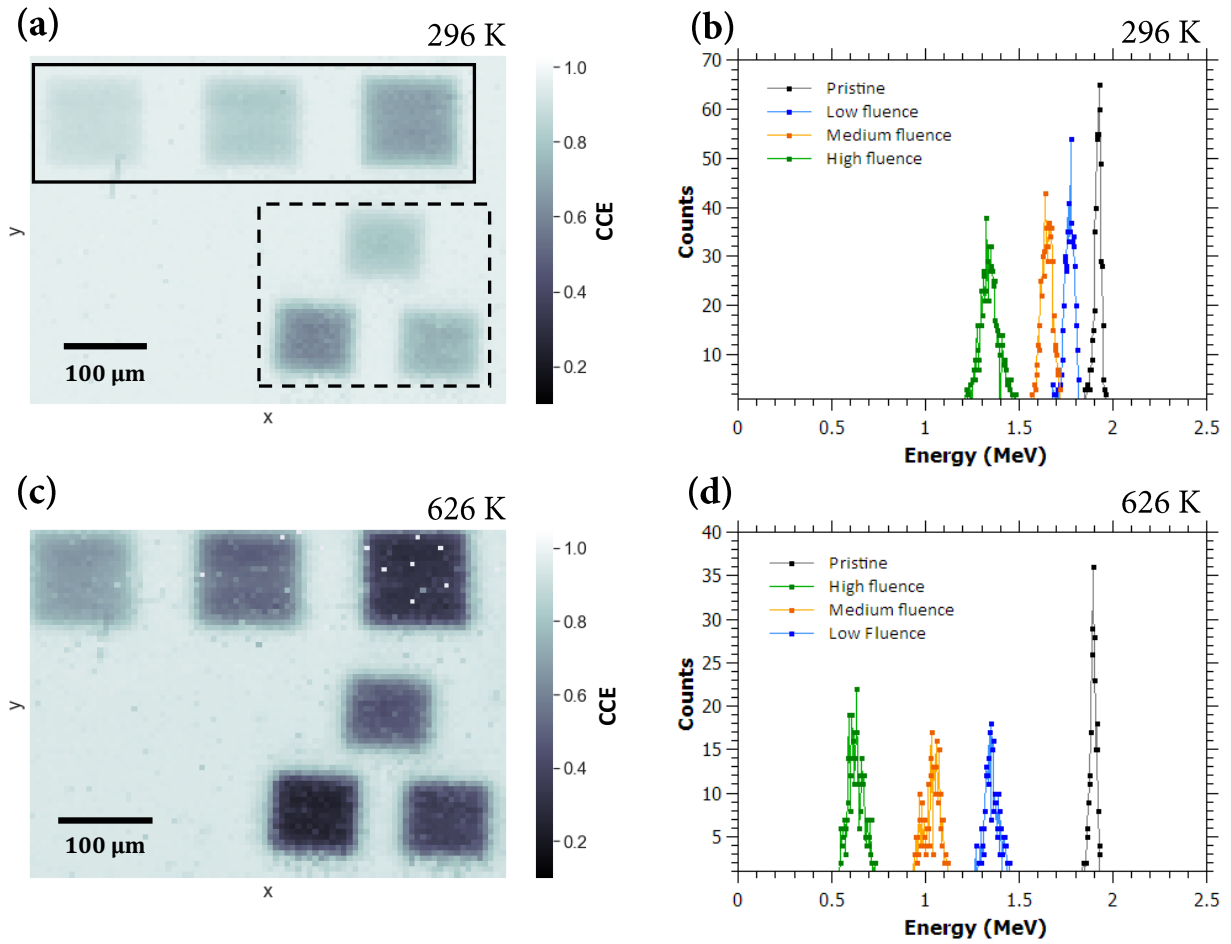 (a)
296 K
1.0
0.8
0.6
0.4
0.2
CCE
y
100 μm
x
(b)
296 K
70
60
50
40
30
20
10
Counts
Pristine
Low fluence
Medium fluence
High fluence
0
0.5
1
1.5
2
2.5
Energy (MeV)
(c)
626 K
1.0
0.8
0.6
0.4
0.2
CCE
y
100 μm
x
(d)
626 K
40
35
30
25
20
15
10
5
Counts
Pristine
High fluence
Medium fluence
Low Fluence
0
0.5
1
1.5
2
2.5
Energy (MeV)